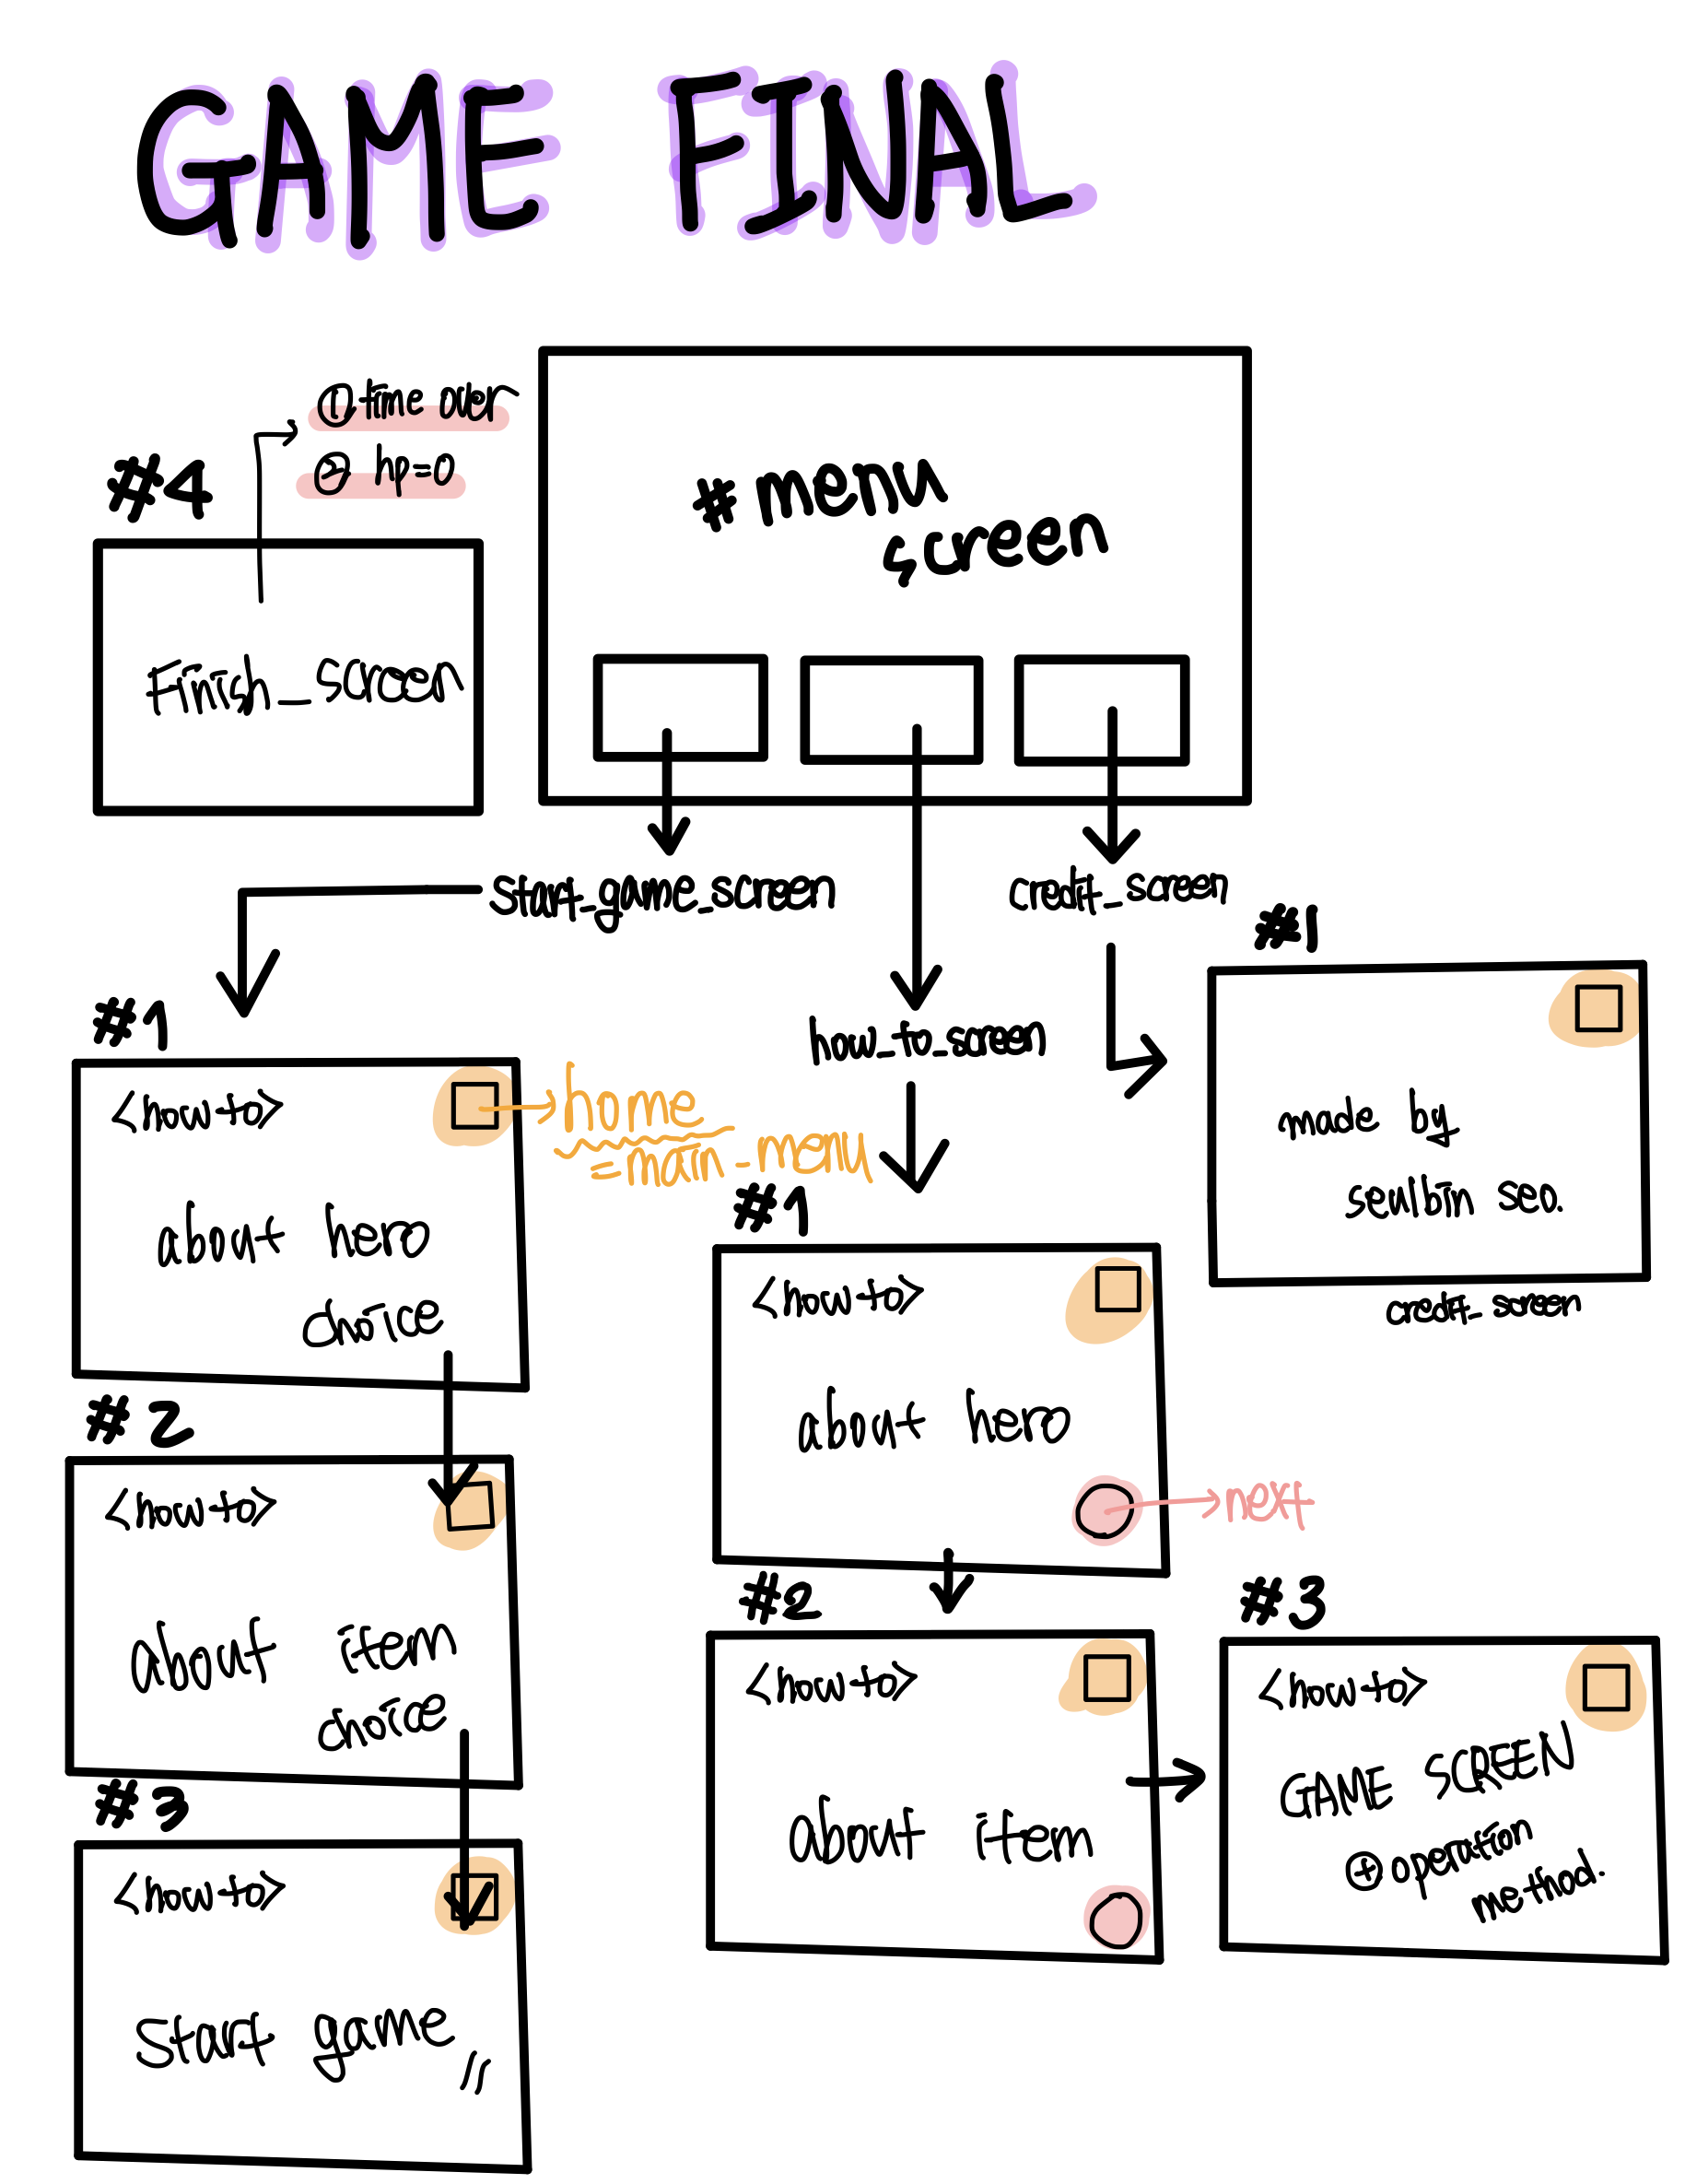 GAME FINAL
① time over
② hp=0
#4
Finish_screen
# menu
screen
start_game_screen
credit_screen
how_to_screen
#1
<how to>
home
=main_menu
about hero
choice
#2
<how to>
about item
choice
#3
<how to>
Start game
#1
<how to>
about hero
next
#2
<how to>
about item
#3
<how to>
GAME SCREEN
⊕ operation
method.
#1
made by
seulbin seo.
credit_screen